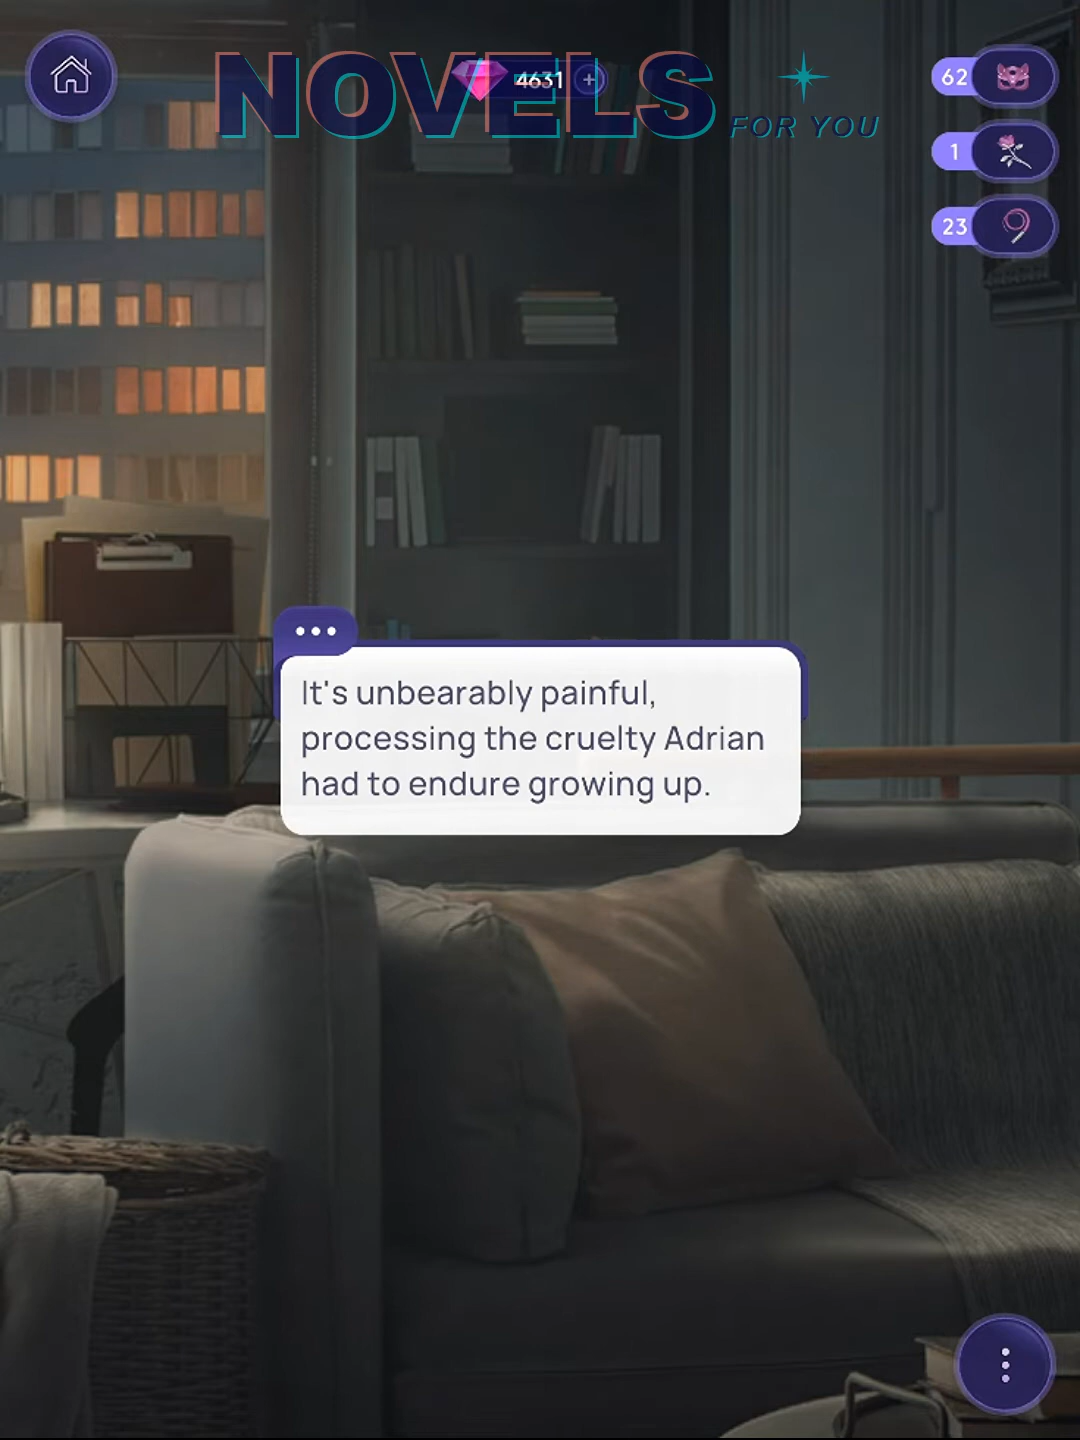 NOVELS
FOR YOU
4631
62
1
23
It's unbearably painful,
processing the cruelty Adrian
had to endure growing up.